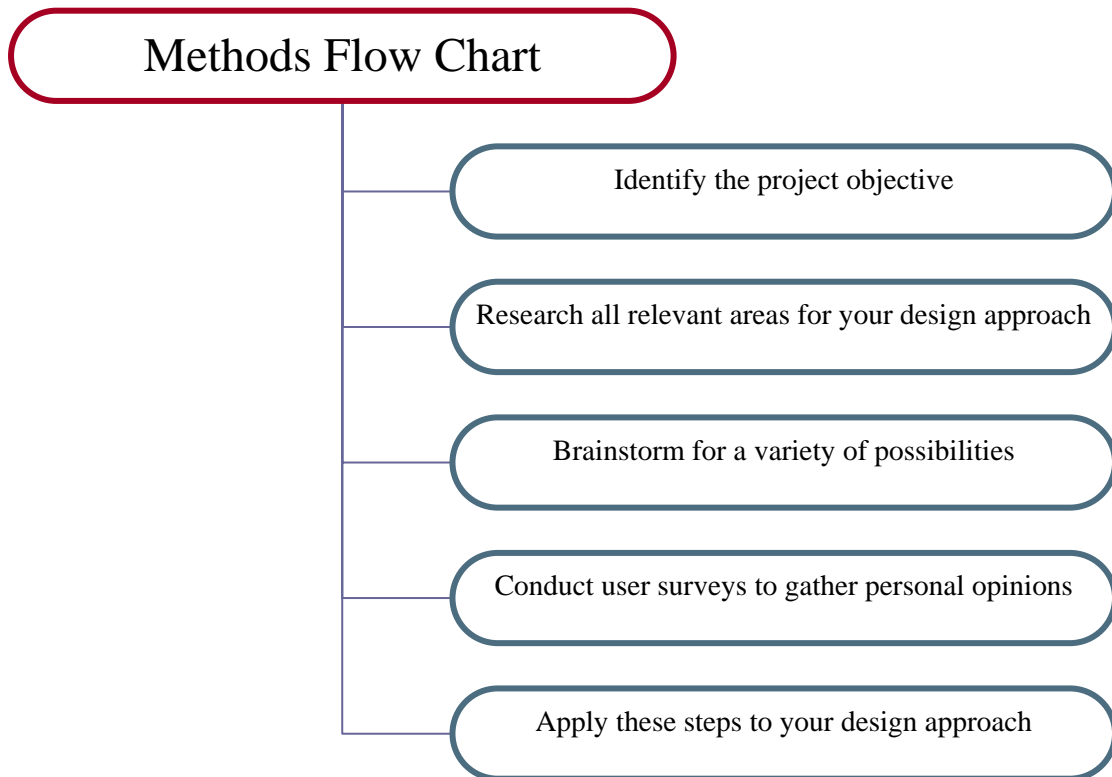 Methods Flow Chart
Identify the project objective
Research all relevant areas for your design approach
Brainstorm for a variety of possibilities
Conduct user surveys to gather personal opinions
Apply these steps to your design approach